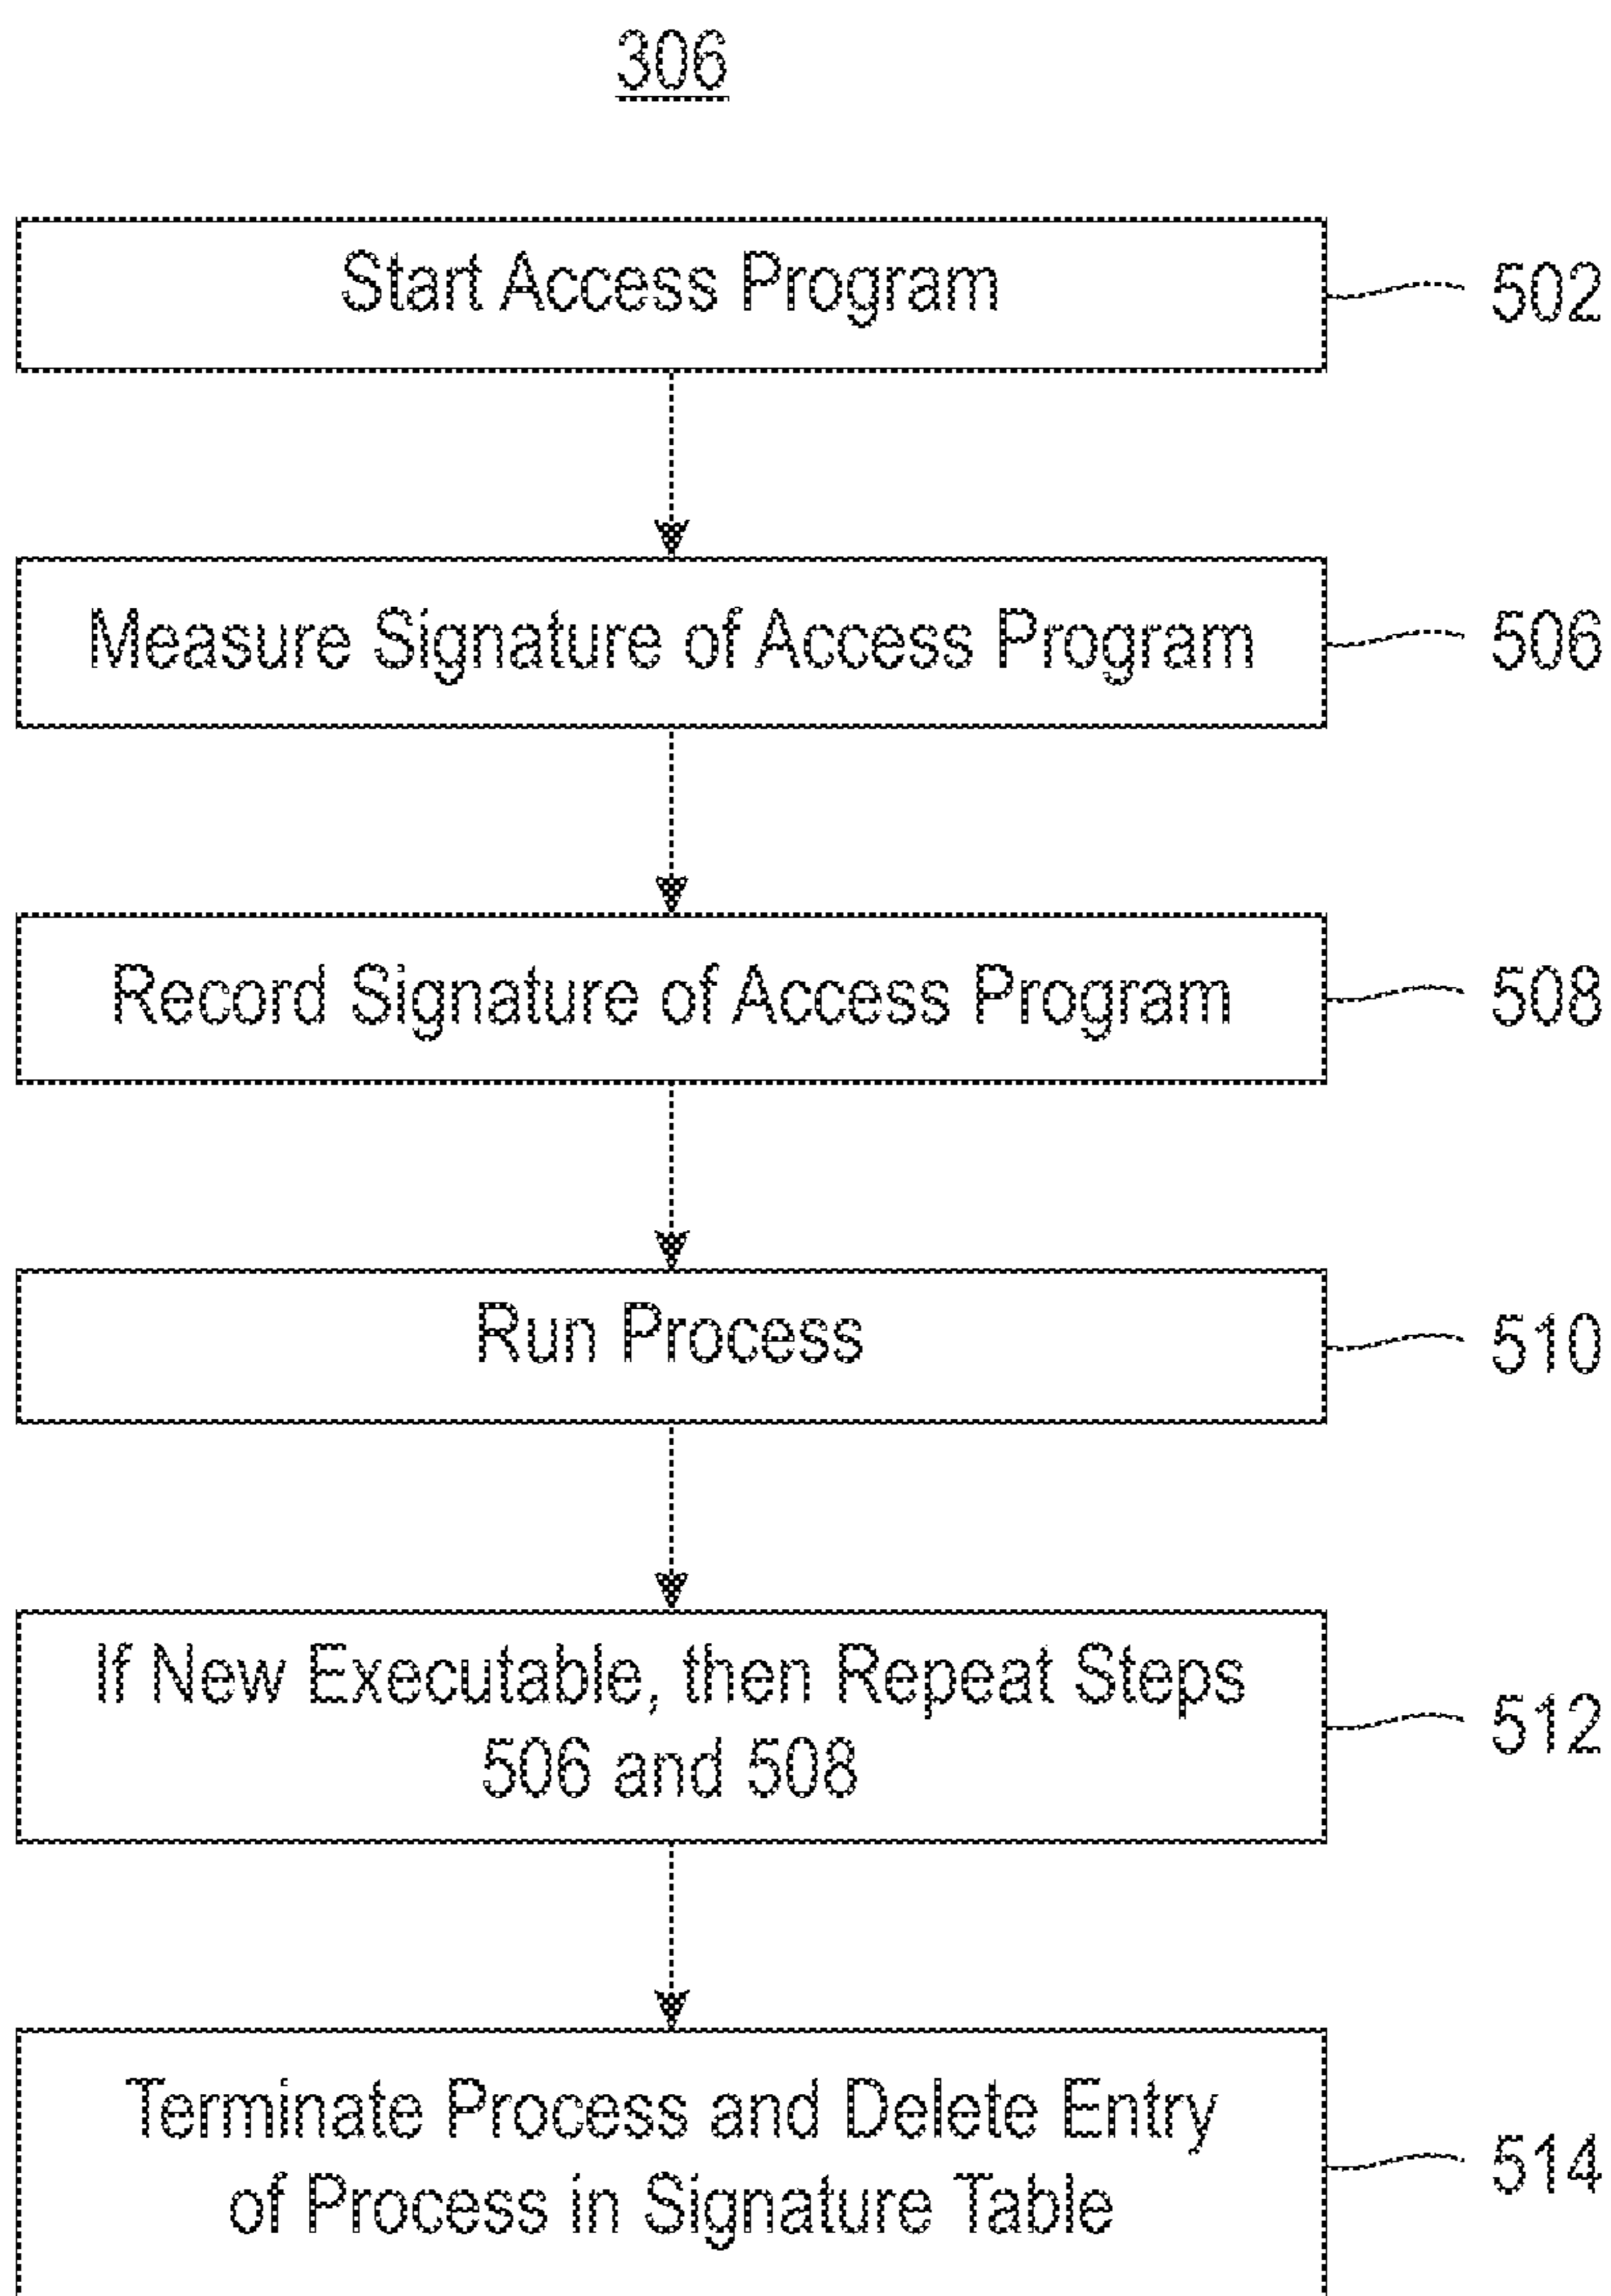 306
Start Access Program
502
Measure Signature of Access Program
506
Record Signature of Access Program
508
Run Process
510
If New Executable, then Repeat Steps
506 and 508
512
Terminate Process and Delete Entry
of Process in Signature Table
514